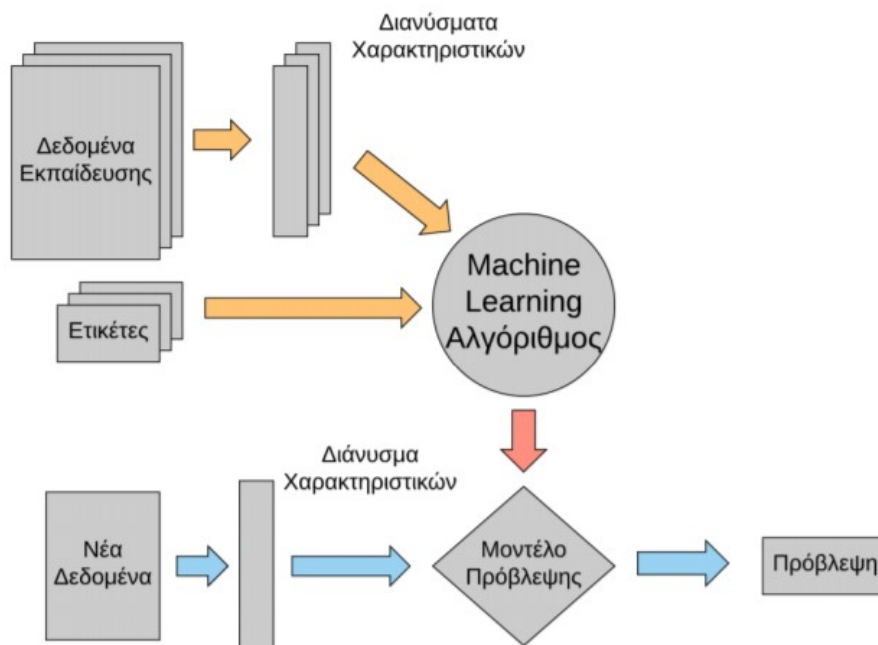 Διανύσματα
Χαρακτηριστικών
Δεδομένα
Εκπαίδευσης
Machine
Learning
Αλγόριθμος
Ετικέτες
Διάνυσμα
Χαρακτηριστικών
Νέα
Δεδομένα
Μοντέλο
Πρόβλεψης
Πρόβλεψη